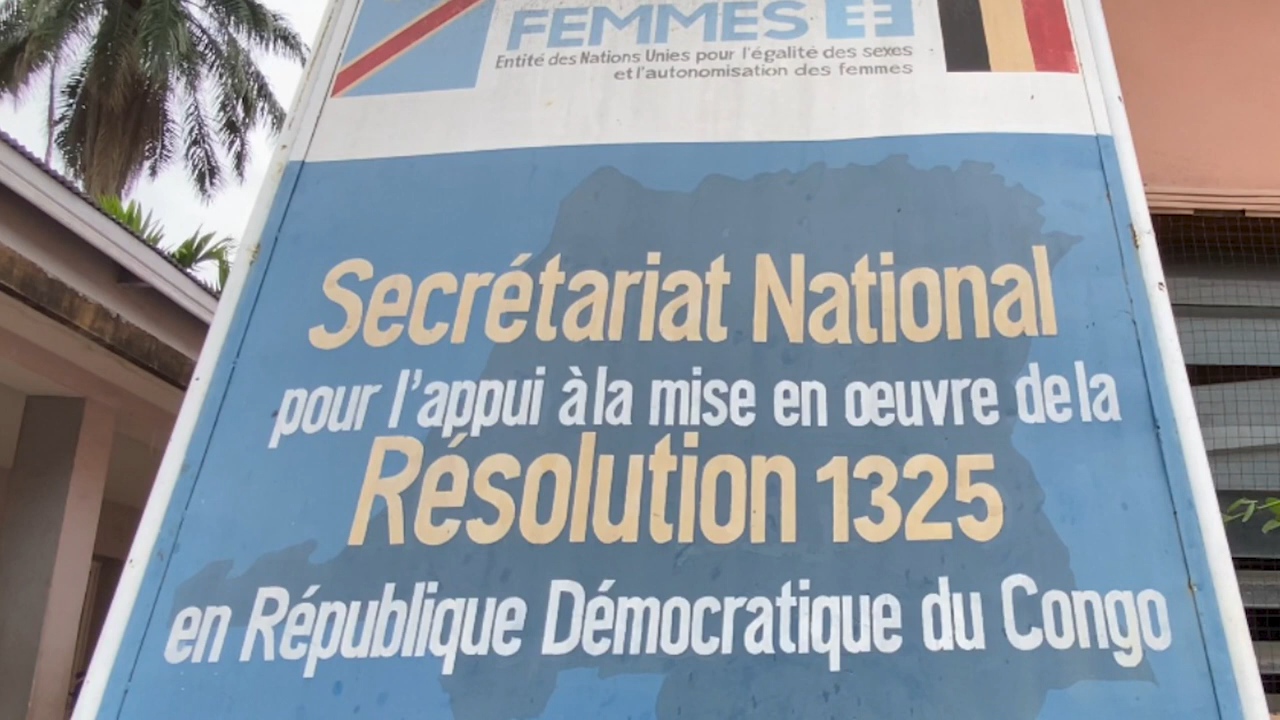 FEMMES
Entité des Nations Unies pour l'égalité des sexes
et l'autonomisation des femmes
Secrétariat National
pour l'appui à la mise en œuvre de la
Résolution 1325
en République Démocratique du Congo